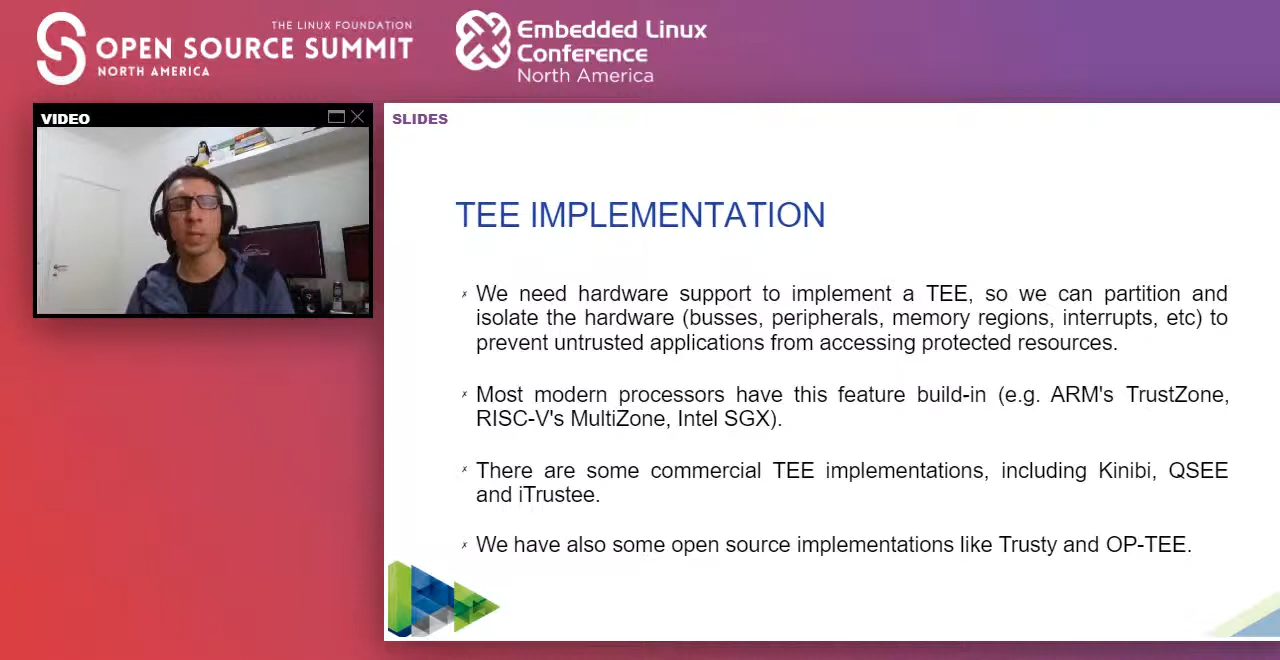 THE LINUX FOUNDATION
OPEN SOURCE SUMMIT
NORTH AMERICA
Embedded Linux
Conference
North America
VIDEO
SLIDES
TEE IMPLEMENTATION
We need hardware support to implement a TEE, so we can partition and
isolate the hardware (busses, peripherals, memory regions, interrupts, etc) to
prevent untrusted applications from accessing protected resources.
Most modern processors have this feature build-in (e.g. ARM's TrustZone,
RISC-V's MultiZone, Intel SGX).
There are some commercial TEE implementations, including Kinibi, QSEE
and iTrustee.
We have also some open source implementations like Trusty and OP-TEE.